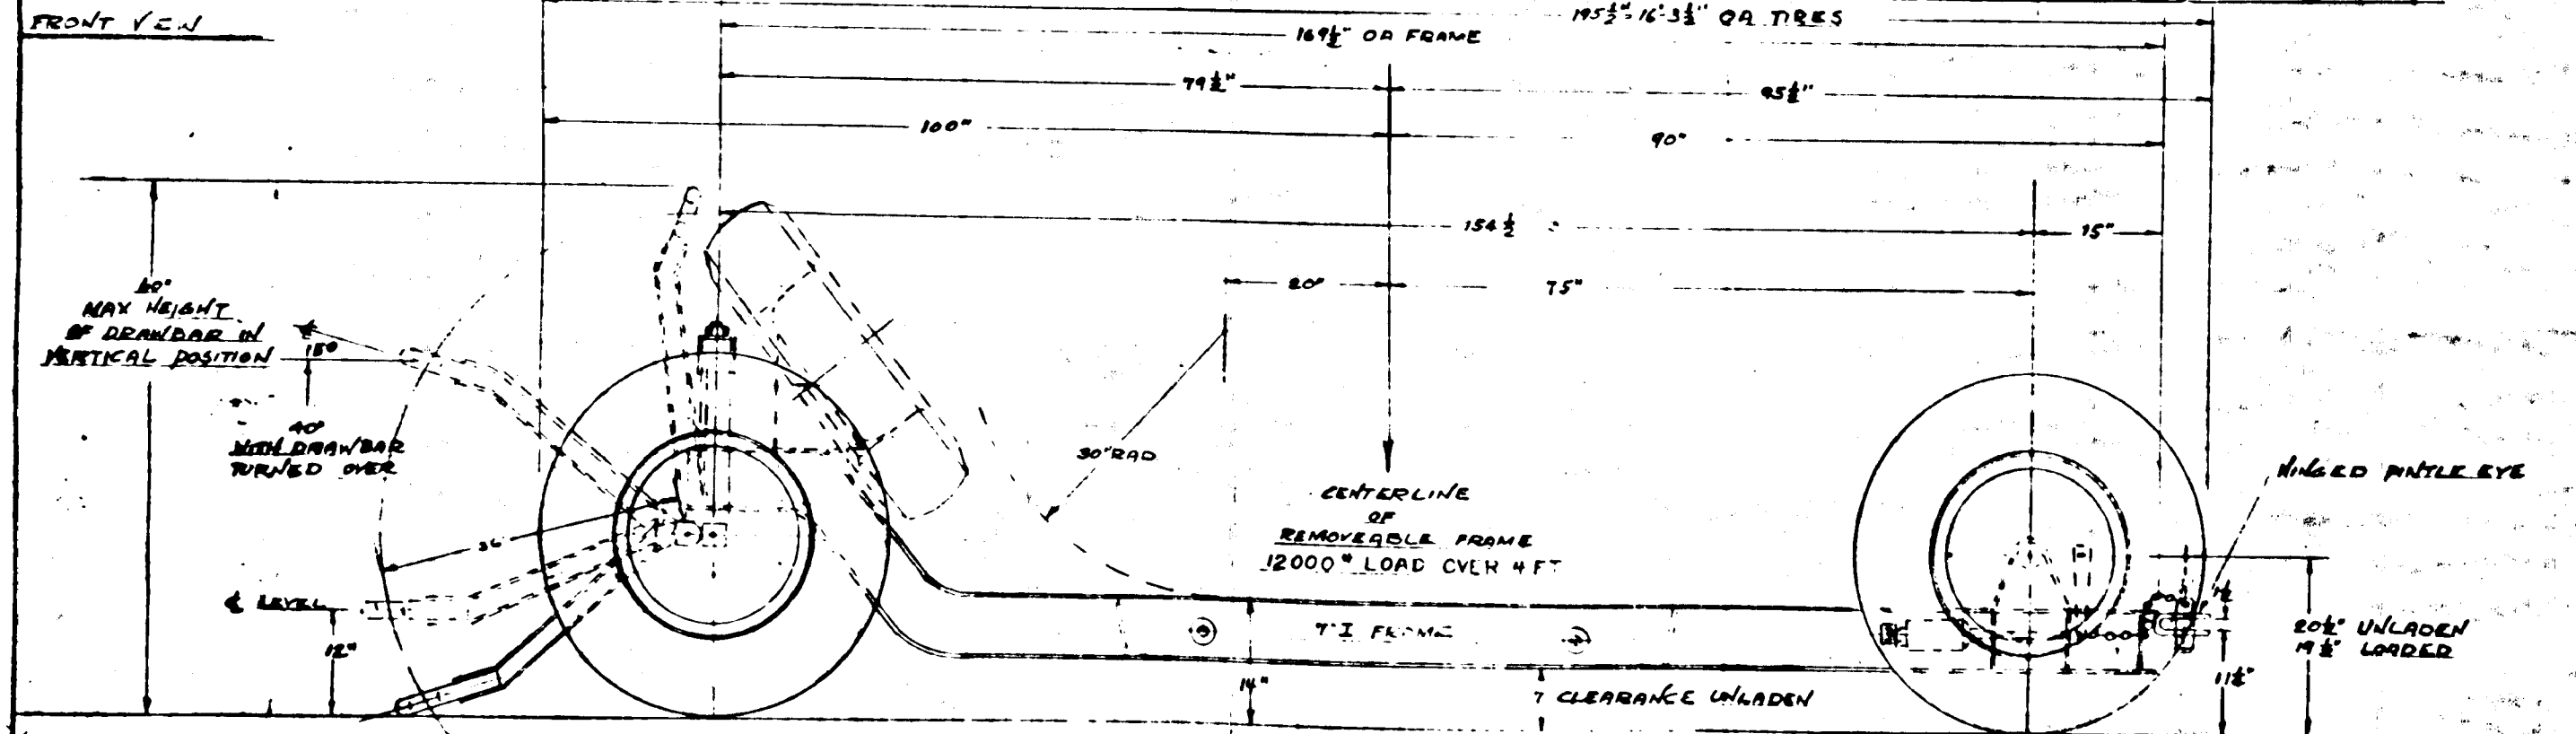 FRONT VEW
195½"=16'-3½" OA TIRES
169½" OA FRAME
79½"
95½"
100"
90"
154½
15"
20"
75"
60"
MAX HEIGHT
OF DRAWBAR IN
VERTICAL POSITION
150
40"
WITH DRAWBAR
TURNED OVER
30" RAD
CENTERLINE
OF
REMOVEABLE FRAME
12000# LOAD OVER 4 FT
HINGED PINTLE EYE
36
℄ LEVEL
12"
7" I FRAME
14"
7 CLEARANCE UNLADEN
20½" UNLADEN
19½" LOADED
11½"